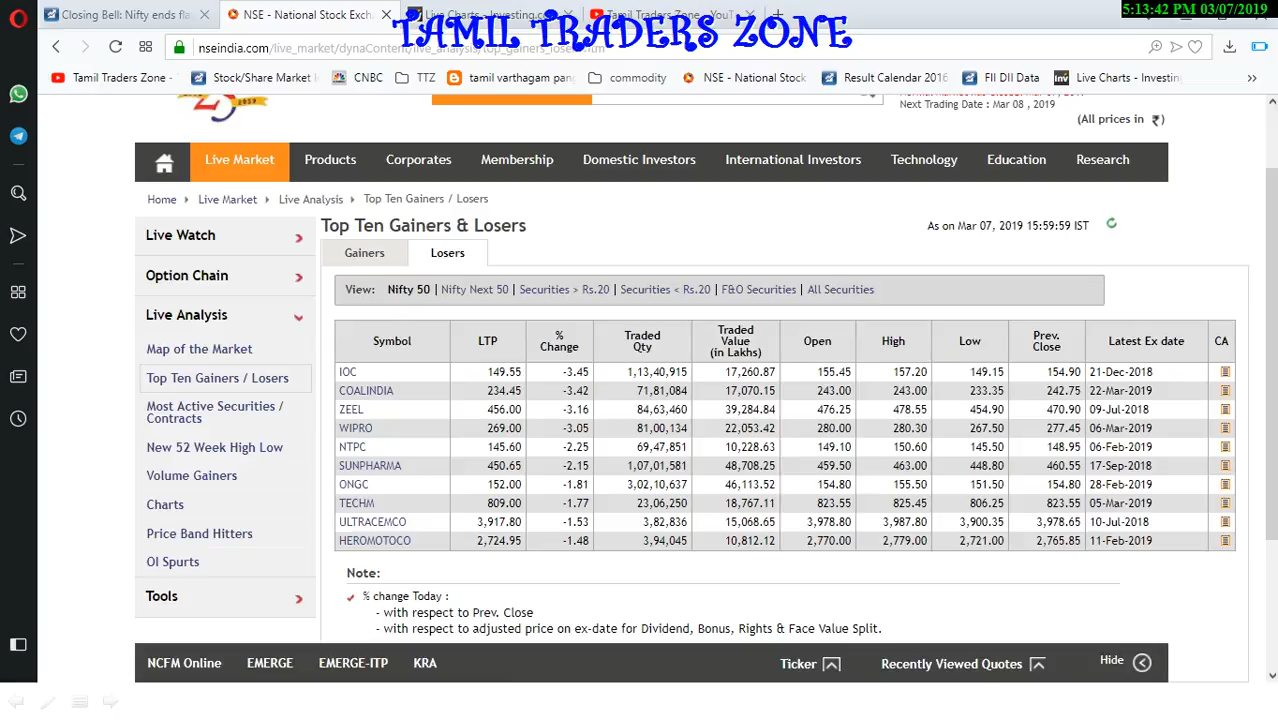 5:13:42 PM 03/07/2019
Closing Bell: Nifty ends fla
NSE - National Stock Exch
Live Charts - Investing.co
Tamil Traders Zone - YouT
TAMIL TRADERS ZONE
nseindia.com/live_market/dynaContent/live_analysis/top_gainers_losers.htm
Tamil Traders Zone -
Stock/Share Market
CNBC
TTZ
tamil varthagam pan
commodity
NSE - National Stock
Result Calendar 2016
FII DII Data
Live Charts - Investin
Next Trading Date : Mar 08 , 2019
(All prices in ₹)
Live Market Products Corporates Membership Domestic Investors International Investors Technology Education Research
Home Live Market Live Analysis Top Ten Gainers / Losers
Live Watch
Option Chain
Live Analysis
Map of the Market
Top Ten Gainers / Losers
Most Active Securities /
Contracts
New 52 Week High Low
Volume Gainers
Charts
Price Band Hitters
OI Spurts
Tools
Top Ten Gainers & Losers
As on Mar 07, 2019 15:59:59 IST
Gainers Losers
View: Nifty 50 | Nifty Next 50 | Securities > Rs.20 | Securities < Rs.20 | F&O Securities | All Securities
Symbol LTP % Change Traded Qty Traded Value (in Lakhs) Open High Low Prev. Close Latest Ex date CA
IOC 149.55 -3.45 1,13,40,915 17,260.87 155.45 157.20 149.15 154.90 21-Dec-2018
COALINDIA 234.45 -3.42 71,81,084 17,070.15 243.00 243.00 233.35 242.75 22-Mar-2019
ZEEL 456.00 -3.16 84,63,460 39,284.84 476.25 478.55 454.90 470.90 09-Jul-2018
WIPRO 269.00 -3.05 81,00,134 22,053.42 280.00 280.30 267.50 277.45 06-Mar-2019
NTPC 145.60 -2.25 69,47,851 10,228.63 149.10 150.60 145.50 148.95 06-Feb-2019
SUNPHARMA 450.65 -2.15 1,07,01,581 48,708.25 459.50 463.00 448.80 460.55 17-Sep-2018
ONGC 152.00 -1.81 3,02,10,637 46,113.52 154.80 155.50 151.50 154.80 28-Feb-2019
TECHM 809.00 -1.77 23,06,250 18,767.11 823.55 825.45 806.25 823.55 05-Mar-2019
ULTRACEMCO 3,917.80 -1.53 3,82,836 15,068.65 3,978.80 3,987.80 3,900.35 3,978.65 10-Jul-2018
HEROMOTOCO 2,724.95 -1.48 3,94,045 10,812.12 2,770.00 2,779.00 2,721.00 2,765.85 11-Feb-2019
Note:
% change Today :
- with respect to Prev. Close
- with respect to adjusted price on ex-date for Dividend, Bonus, Rights & Face Value Split.
NCFM Online EMERGE EMERGE-ITP KRA Ticker Recently Viewed Quotes Hide